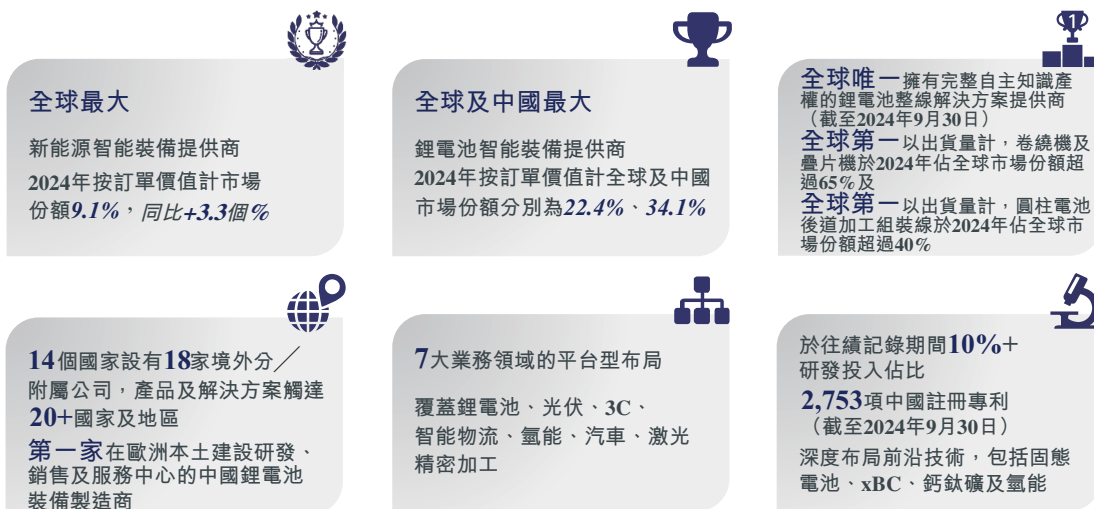 全球最大
新能源智能裝備提供商
2024年按訂單價值計市場
份額9.1%，同比+3.3個%
全球及中國最大
鋰電池智能裝備提供商
2024年按訂單價值計全球及中國
市場份額分別為22.4%、34.1%
1
全球唯一擁有完整自主知識產
權的鋰電池整線解決方案提供商
（截至2024年9月30日）
全球第一以出貨量計，卷繞機及
疊片機於2024年佔全球市場份額超
過65%及
全球第一以出貨量計，圓柱電池
後道加工組裝線於2024年佔全球市
場份額超過40%
14個國家設有18家境外分／
附屬公司，產品及解決方案觸達
20+國家及地區
第一家在歐洲本土建設研發、
銷售及服務中心的中國鋰電池
裝備製造商
7大業務領域的平台型布局
覆蓋鋰電池、光伏、3C、
智能物流、氫能、汽車、激光
精密加工
於往績記錄期間10%+
研發投入佔比
2,753項中國註冊專利
（截至2024年9月30日）
深度布局前沿技術，包括固態
電池、xBC、鈣鈦礦及氫能